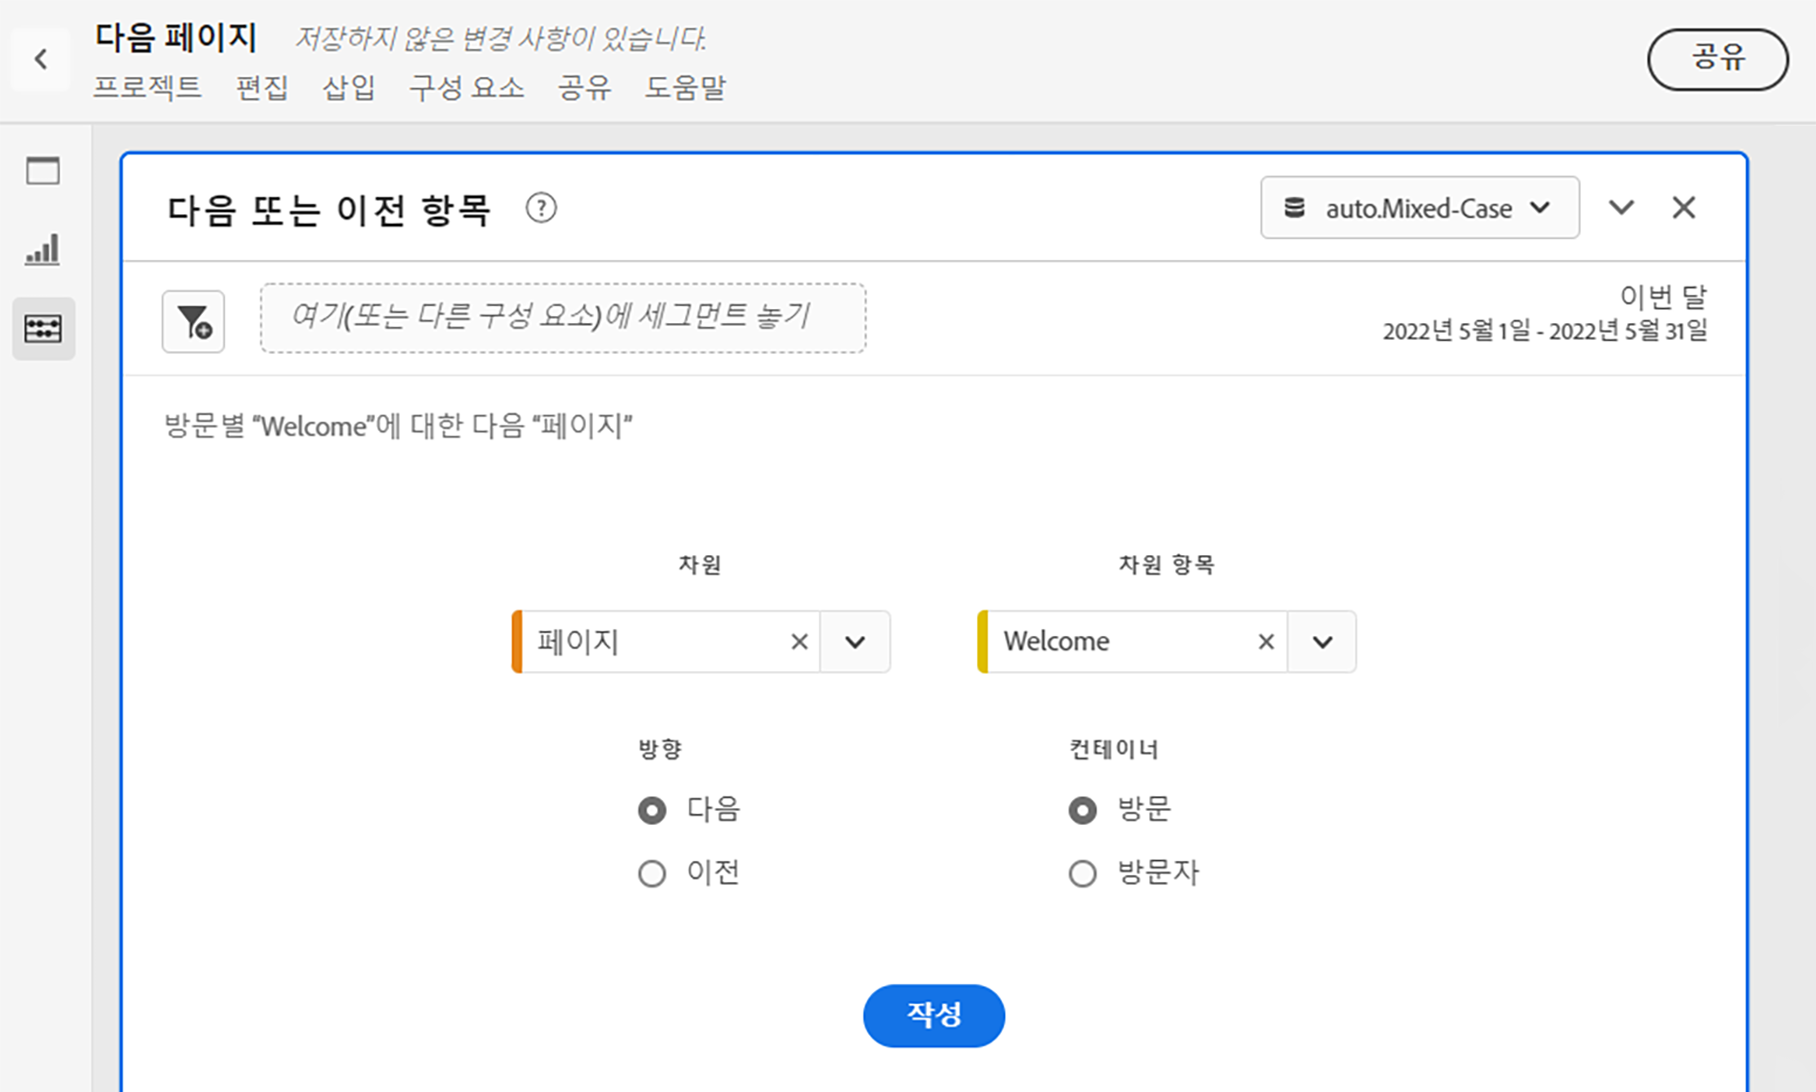 다음 페이지 저장하지 않은 변경 사항이 있습니다.
프로젝트 편집 삽입 구성 요소 공유 도움말
공유
다음 또는 이전 항목 ?
auto.Mixed-Case
여기(또는 다른 구성 요소)에 세그먼트 놓기
이번 달
2022년 5월 1일 - 2022년 5월 31일
방문별 “Welcome”에 대한 다음 “페이지”
차원 차원 항목
페이지 Welcome
방향 컨테이너
다음 방문
이전 방문자
작성